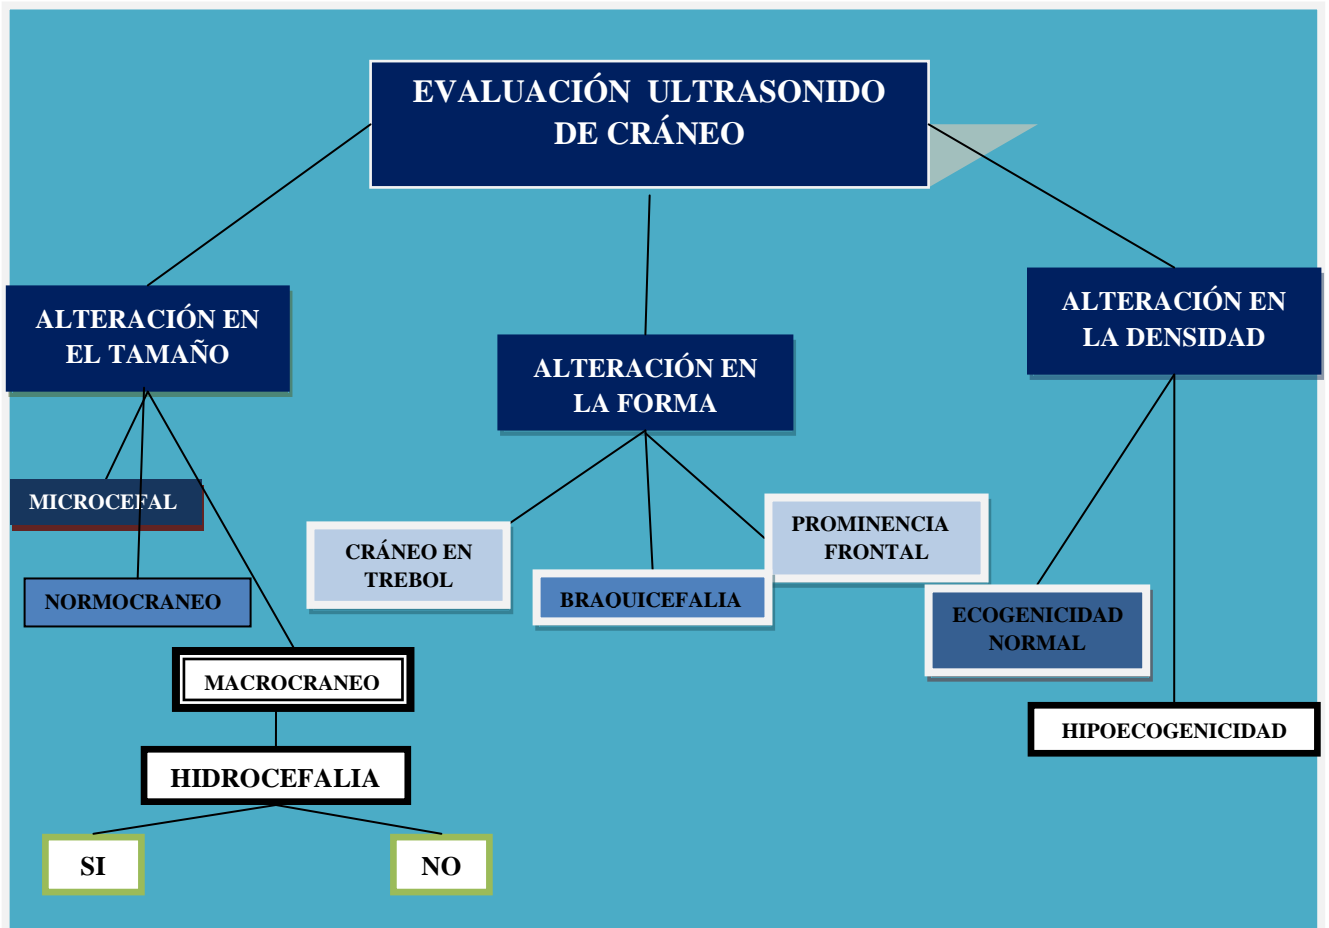 EVALUACIÓN ULTRASONIDO
DE CRÁNEO
ALTERACIÓN EN
EL TAMAÑO
ALTERACIÓN EN
LA FORMA
ALTERACIÓN EN
LA DENSIDAD
MICROCEFAL
NORMOCRANEO
MACROCRANEO
HIDROCEFALIA
SI
NO
CRÁNEO EN
TREBOL
BRAQUICEFALIA
PROMINENCIA
FRONTAL
ECOGENICIDAD
NORMAL
HIPOECOGENICIDAD